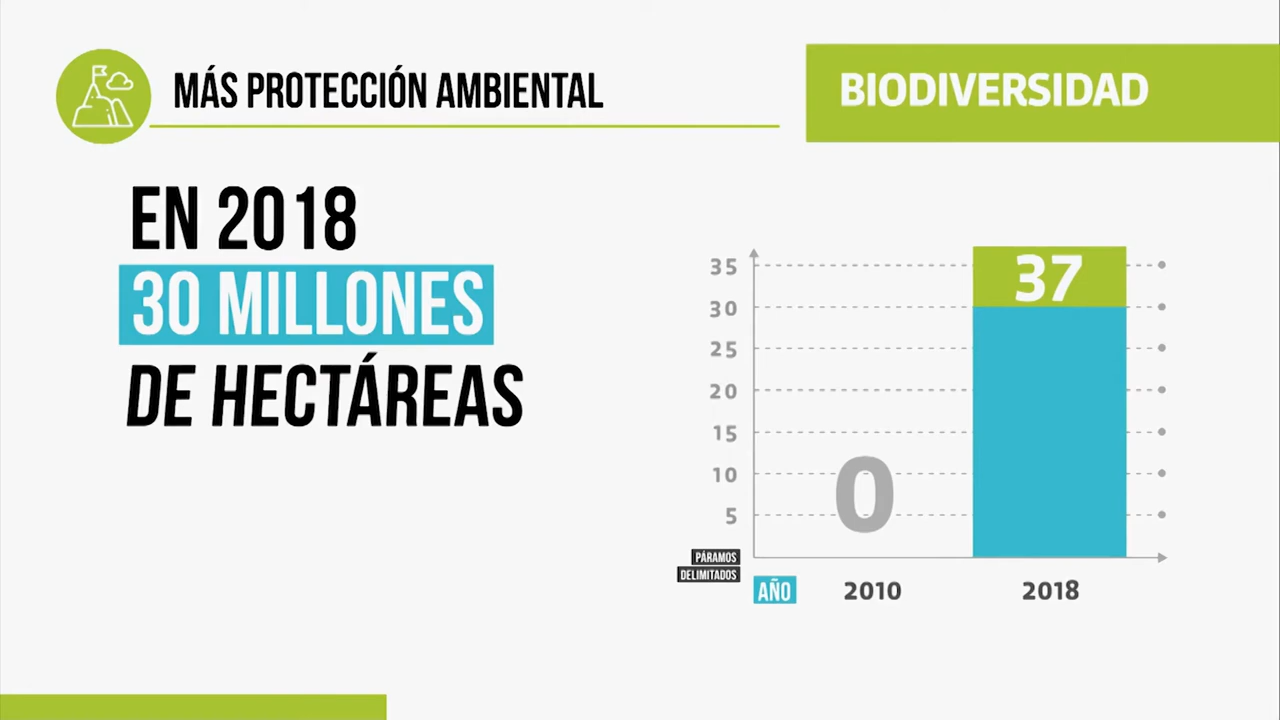 MÁS PROTECCIÓN AMBIENTAL
BIODIVERSIDAD
EN 2018
30 MILLONES
DE HECTÁREAS
35
30
25
20
15
10
5
37
0
PÁRAMOS
DELIMITADOS
AÑO
2010
2018